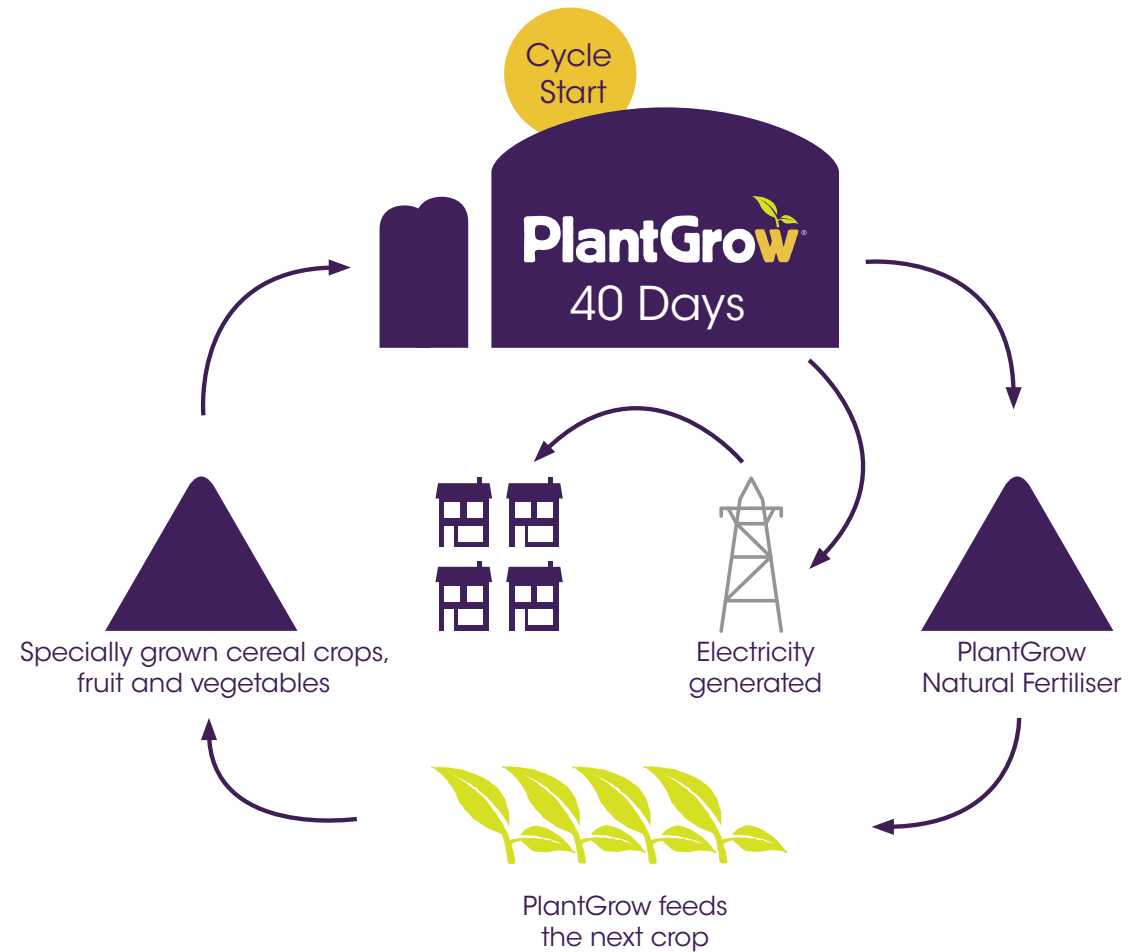 Cycle
Start
PlantGrow®
40 Days
Specially grown cereal crops,
fruit and vegetables
Electricity
generated
PlantGrow
Natural Fertiliser
PlantGrow feeds
the next crop